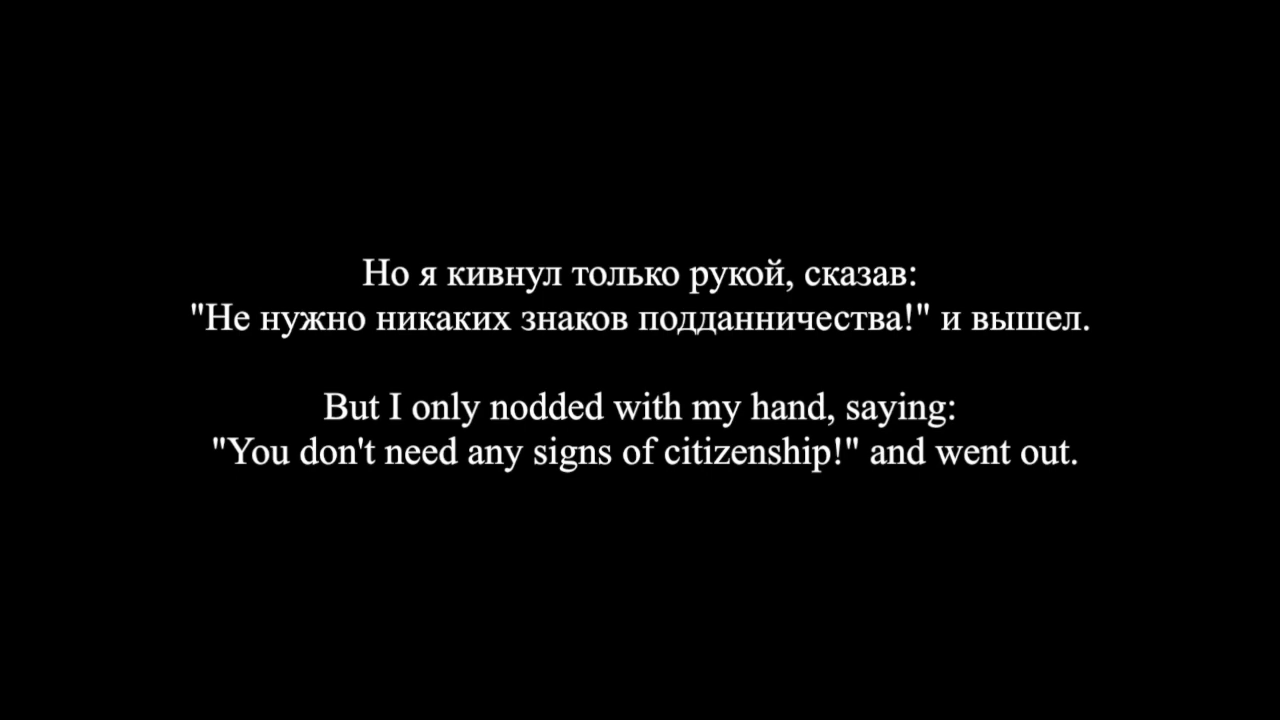 Но я кивнул только рукой, сказав:
"Не нужно никаких знаков подданничества!" и вышел.
But I only nodded with my hand, saying:
"You don't need any signs of citizenship!" and went out.